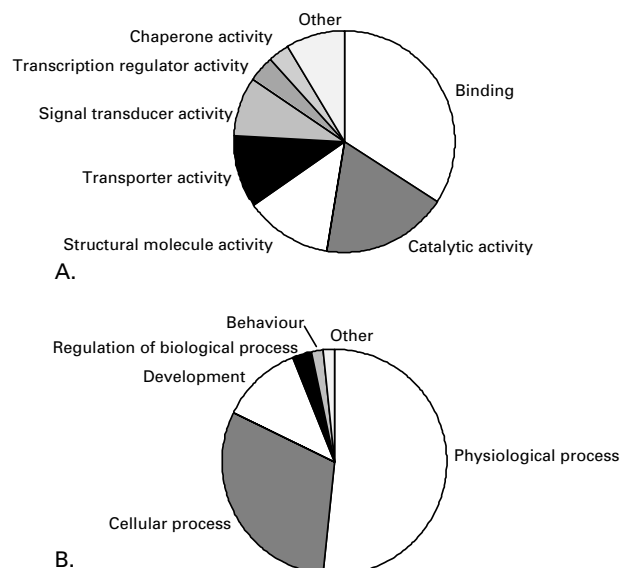 Other
Chaperone activity
Transcription regulator activity
Binding
Signal transducer activity
Transporter activity
Structural molecule activity
Catalytic activity
A.
Behaviour
Other
Regulation of biological process
Development
Physiological process
Cellular process
B.